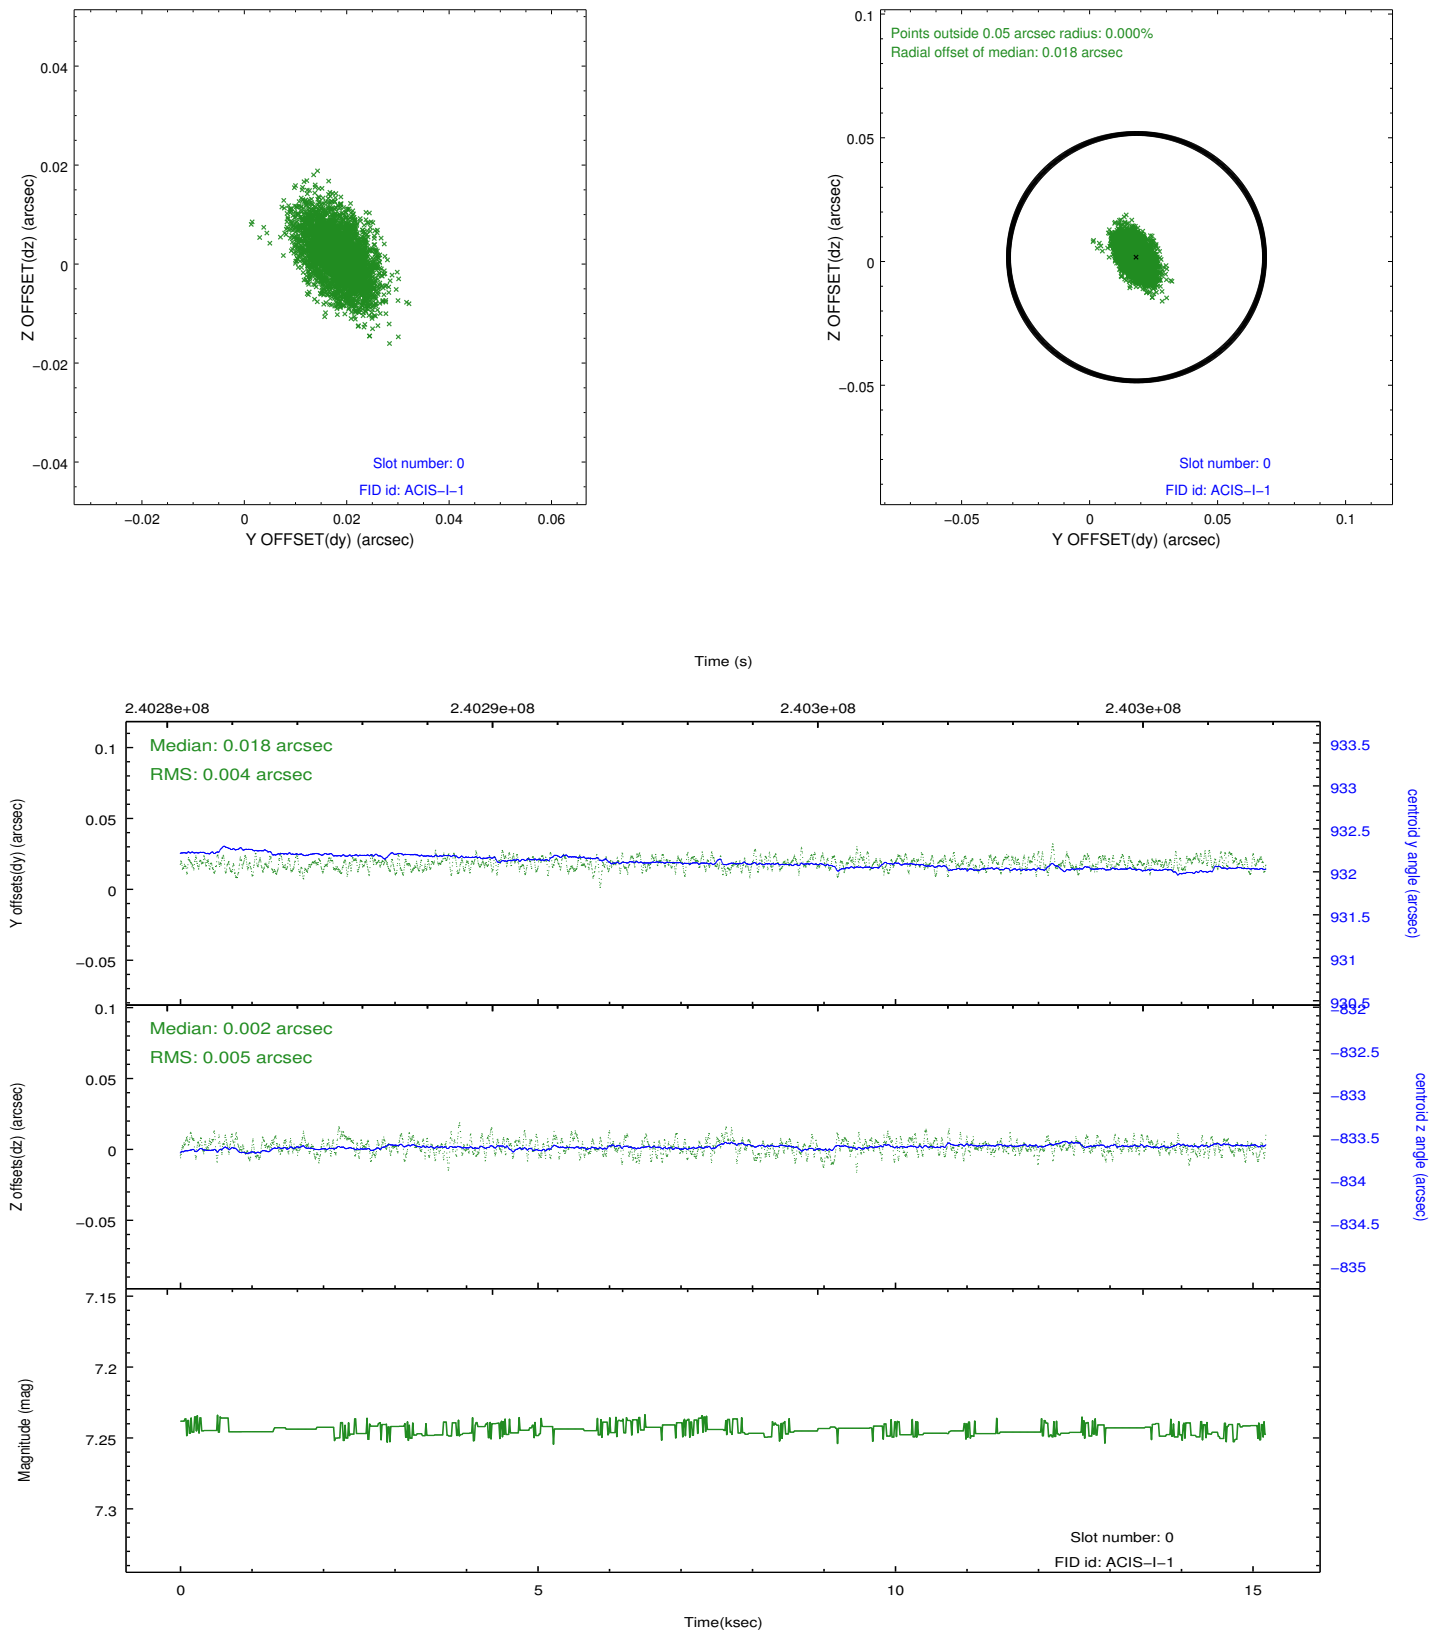 0.04
0.02
0
−0.02
−0.04
Z OFFSET(dz) (arcsec)
Slot number: 0
FID id: ACIS−I−1
−0.02 0 0.02 0.04 0.06
Y OFFSET(dy) (arcsec)
0.1
0.05
0
−0.05
Z OFFSET(dz) (arcsec)
Points outside 0.05 arcsec radius: 0.000%
Radial offset of median: 0.018 arcsec
Slot number: 0
FID id: ACIS−I−1
−0.05 0 0.05 0.1
Y OFFSET(dy) (arcsec)
Time (s)
2.4028e+08 2.4029e+08 2.403e+08 2.403e+08
Median: 0.018 arcsec
RMS: 0.004 arcsec
0.1
0.05
0
−0.05
Y offsets(dy) (arcsec)
933.5
933
932.5
932
931.5
931
930.5
centroid y angle (arcsec)
Median: 0.002 arcsec
RMS: 0.005 arcsec
0.1
0.05
0
−0.05
Z offsets(dz) (arcsec)
−832
−832.5
−833
−833.5
−834
−834.5
−835
centroid z angle (arcsec)
7.15
7.2
7.25
7.3
Magnitude (mag)
Slot number: 0
FID id: ACIS−I−1
0 5 10 15
Time(ksec)